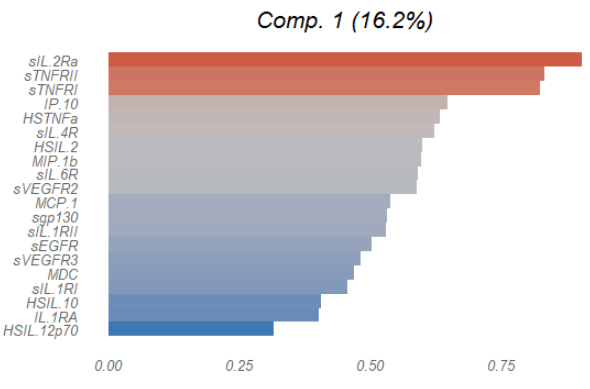 Comp. 1 (16.2%)
sIL.2Ra
sTNFRII
sTNFRI
IP.10
HSTNFa
sIL.4R
HSIL.2
MIP.1b
sIL.6R
sVEGFR2
MCP.1
sgp130
sIL.1RII
sEGFR
sVEGFR3
MDC
sIL.1RI
HSIL.10
IL.1RA
HSIL.12p70
0.00 0.25 0.50 0.75